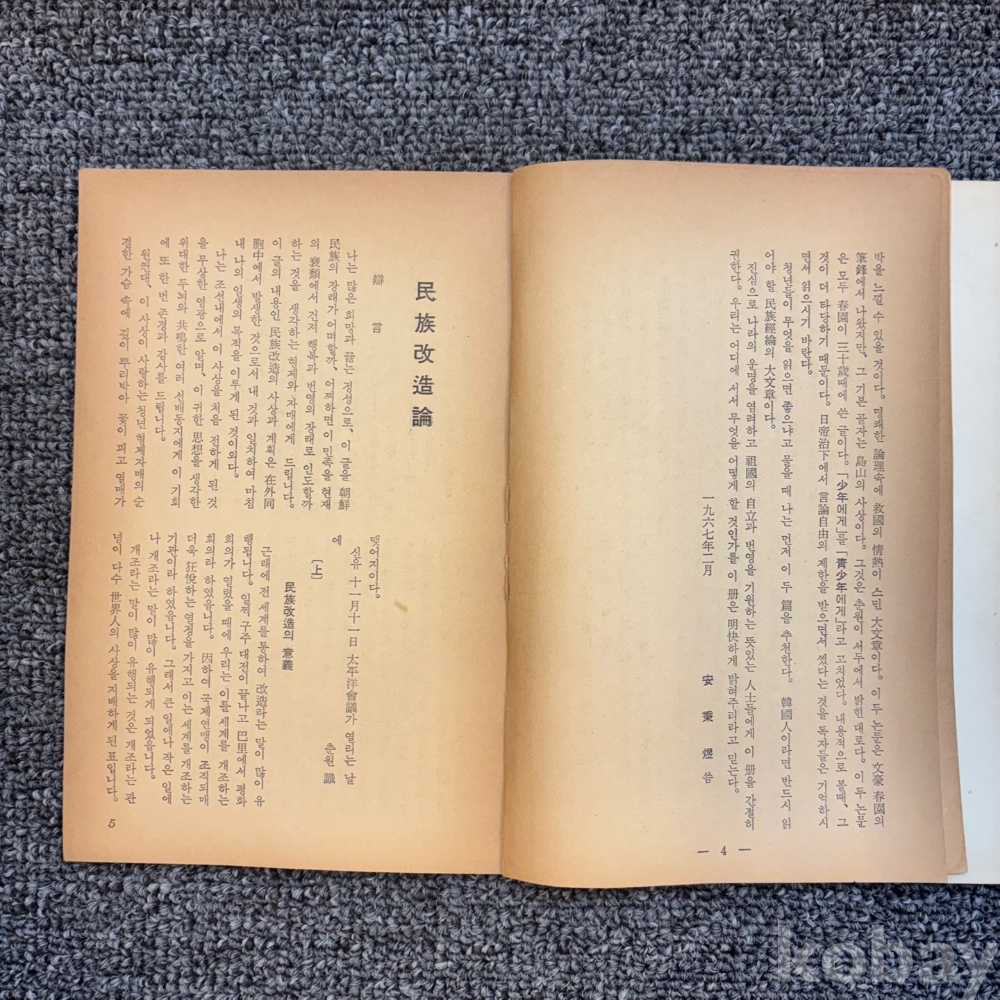 박을 느낄 수 있을 것이다. 명쾌한 論理속에 救國의 情熱이 스민 大文章이다. 이 두 논문은 文豪 春園의
筆鋒에서 나왔지만, 그 기본 골자는 島山의 사상이다. 그것은 춘원이 서두에서 밝힌 대로다. 이 두 논문
은 모두 春園이 三十歲때에 쓴 글이다. 「少年에게」를 「靑少年에게」라고 고치었다. 내용적으로 볼때, 그
것이 더 타당하기 때문이다. 日帝治下에서 言論自由의 제한을 받으면서 썼다는 것을 독자들은 기억하시
면서 읽으시기 바란다.
청년들이 무엇을 읽으면 좋으냐고 물을 때 나는 먼저 이 두 篇을 추천한다. 韓國人이라면 반드시 읽
어야 할 民族經綸의 大文章이다.
진심으로 나라의 운명을 염려하고 祖國의 自立과 번영을 기원하는 뜻있는 人士들에게 이 册을 간절히
권한다. 우리는 어디에 서서 무엇을 어떻게 할 것인가를 이 册은 明快하게 밝혀주리라고 믿는다.
一九六七年二月
安秉煜 씀
— 4 —
民族改造論
辯言
나는 많은 희망과 끓는 정성으로, 이 글을 朝鮮
民族의 장래가 어떠할까, 어찌하면 이 민족을 현재
의 衰頹에서 건져 행복과 번영의 장래로 인도할까
하는 것을 생각하는 형제와 자매에게 드립니다.
이 글의 내용인 民族改造의 사상과 계획은 在外同
胞中에서 발생한 것으로서 내 것과 일치하여 마침
내 나의 일생의 목적을 이루게 된 것이외다.
나는 조선내에서 이 사상을 처음 전하게 된 것
을 무상한 영광으로 알며, 이 귀한 思想을 생각한
위대한 두뇌와 共鳴한 여러 선배동지에게 이 기회
에 또 한 번 존경과 감사를 드립니다.
원컨대, 이 사상이 사랑하는 청년 형제자매의 순
결한 가슴 속에 깊이 뿌리박아 꽃이 피고 열매가
맺어지이다.
신유 十一月十一日 太平洋會議가 열리는 날
에
춘원 識
[上]
民族改造의 意義
근래에 전세계를 통하여 改造라는 말이 많이 유
행됩니다. 일찍 구주 대전이 끝나고 巴里에서 평화
회의가 열렸을 때에 우리는 이를 세계를 개조하는
회의라 하였읍니다. 因하여 국제연맹이 조직되매
더욱 狂悅하는 열정을 가지고 이는 세계를 개조하는
기관이라 하였읍니다. 그래서 큰 일에나 작은 일에
나 개조라는 말이 많이 유행되게 되었읍니다.
개조라는 말이 많이 유행되는 것은 개조라는 관
념이 다수 世界人의 사상을 지배하게 된 표입니다.
5
kobay